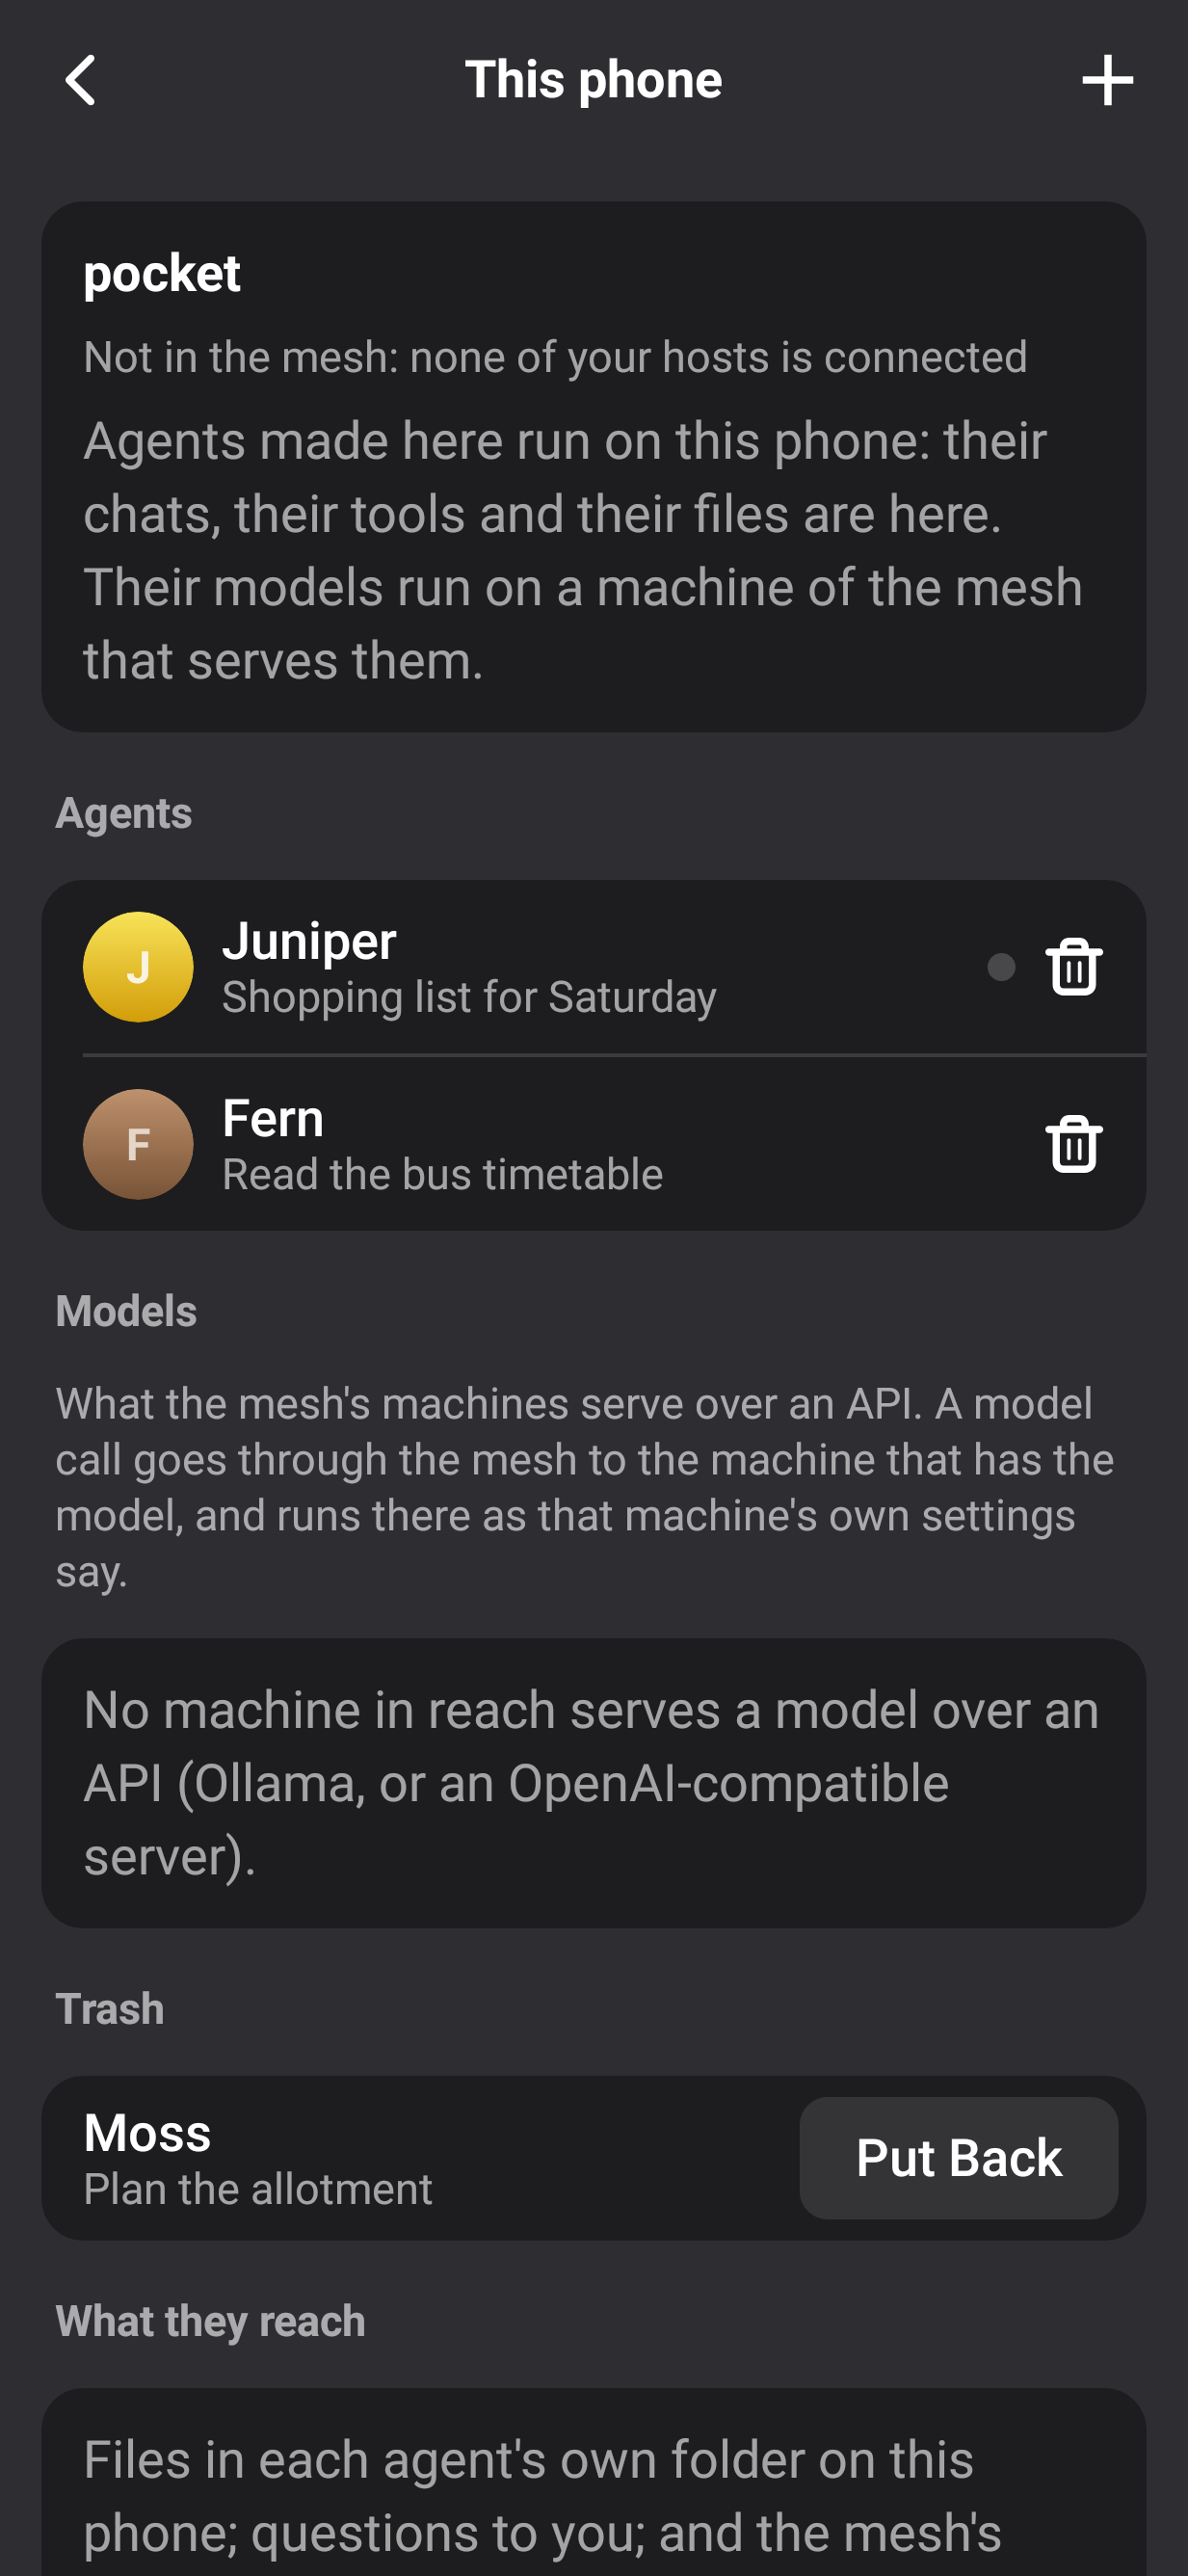 This phone
pocket
Not in the mesh: none of your hosts is connected
Agents made here run on this phone: their
chats, their tools and their files are here.
Their models run on a machine of the mesh
that serves them.
Agents
J
Juniper
Shopping list for Saturday
F
Fern
Read the bus timetable
Models
What the mesh's machines serve over an API. A model
call goes through the mesh to the machine that has the
model, and runs there as that machine's own settings
say.
No machine in reach serves a model over an
API (Ollama, or an OpenAI-compatible
server).
Trash
Moss
Plan the allotment
Put Back
What they reach
Files in each agent's own folder on this
phone; questions to you; and the mesh's